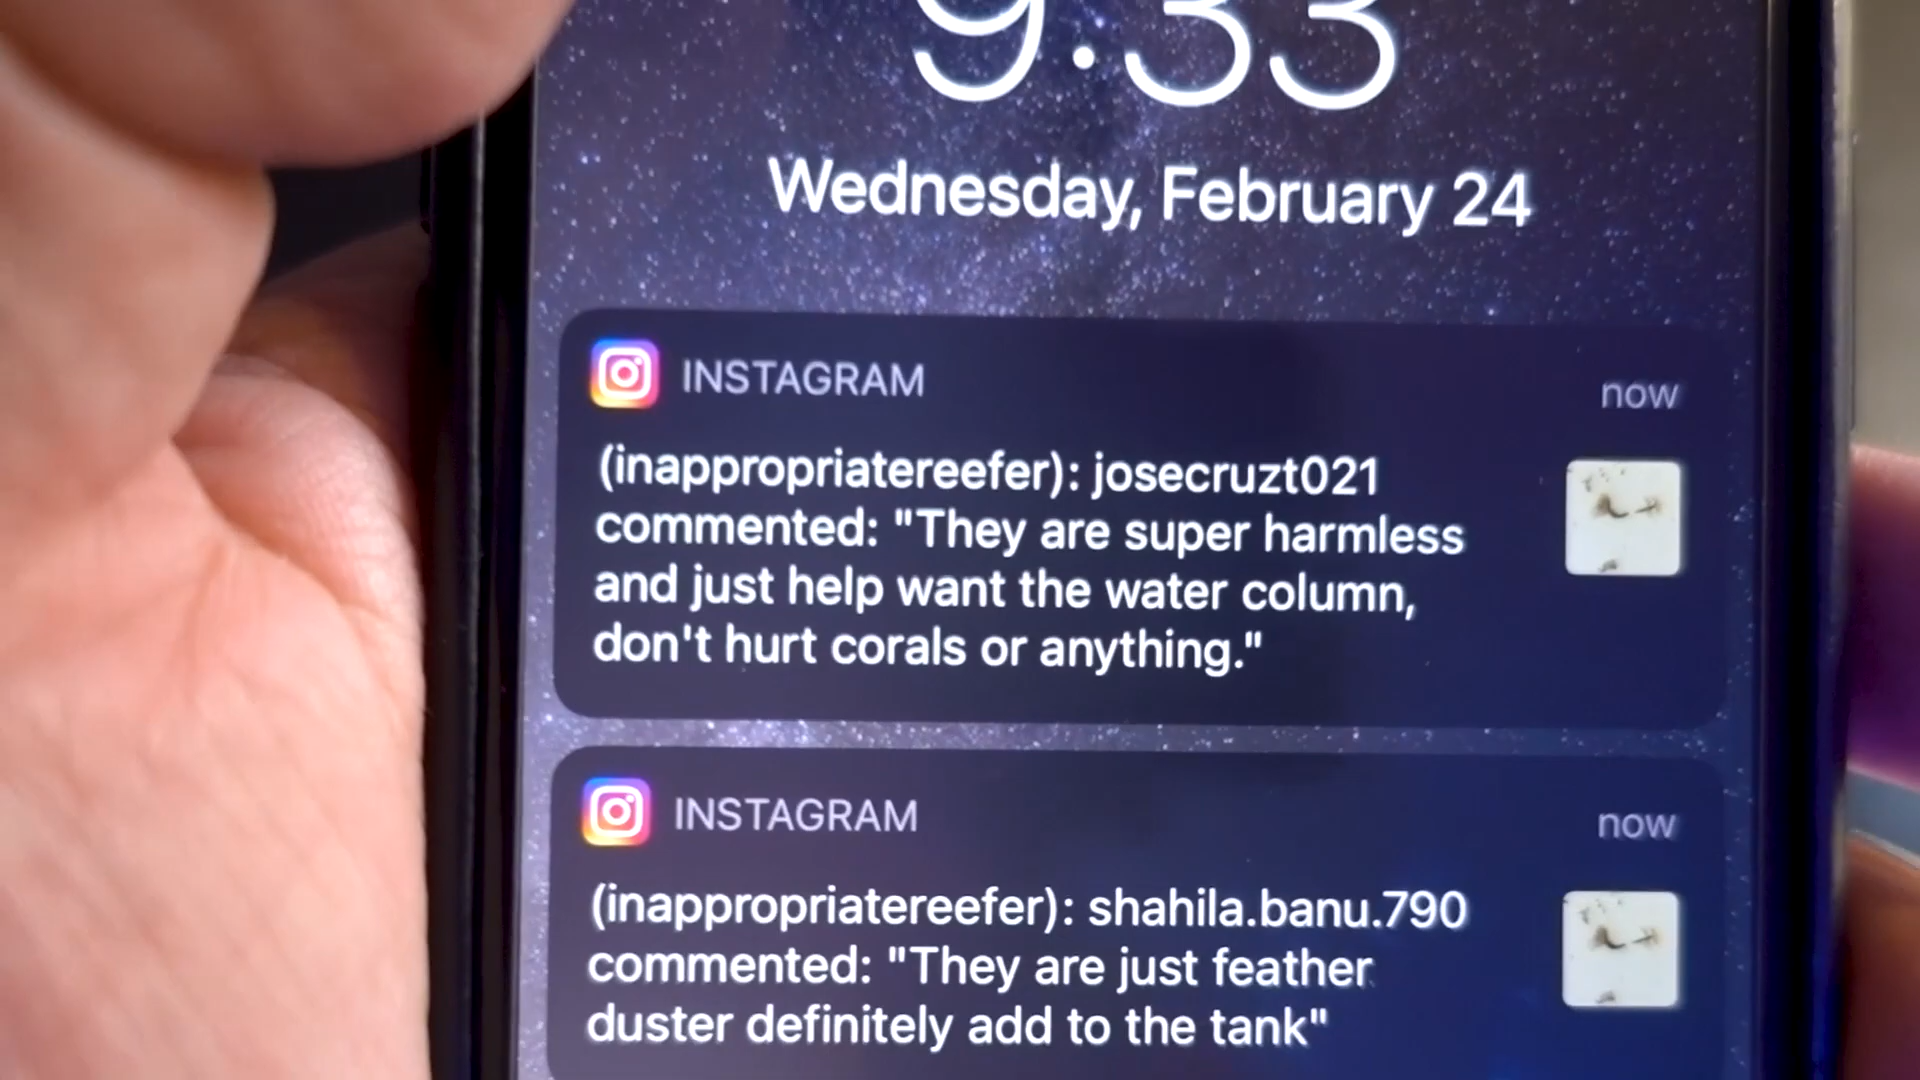 9:33
Wednesday, February 24
INSTAGRAM
now
(inappropriatereefer): josecruzt021
commented: "They are super harmless
and just help want the water column,
don't hurt corals or anything."
INSTAGRAM
now
(inappropriatereefer): shahila.banu.790
commented: "They are just feather
duster definitely add to the tank"